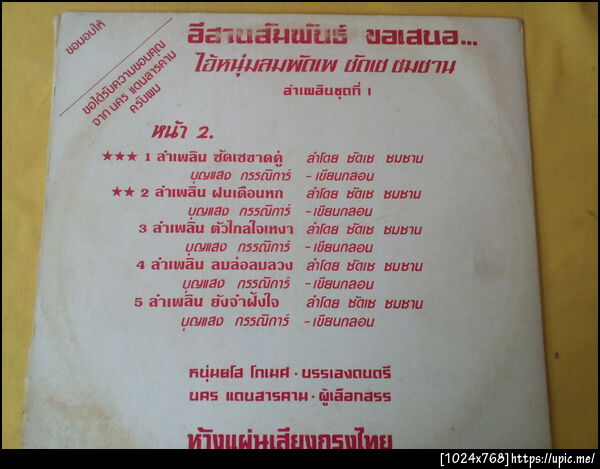 ขอมอบให้
ขอได้รับความขอบคุณ
จาก นคร แดนสารคาม
ครับผม
อีสานสัมพันธ์ ขอเสนอ...
ไอ้หนุ่มลมพัดเพ ซัดเซ ชมชาน
ลำเพลินชุดที่ 1
หน้า 2.
★★★ 1 ลำเพลิน ซัดเซขาดคู่ ลำโดย ซัดเซ ชมชาน
บุญแสง กรรณิการ์ - เขียนกลอน
★★ 2 ลำเพลิน ฝนเดือนหก ลำโดย ซัดเซ ชมชาน
บุญแสง กรรณิการ์ - เขียนกลอน
3 ลำเพลิน ตัวไกลใจเหงา ลำโดย ซัดเซ ชมชาน
บุญแสง กรรณิการ์ - เขียนกลอน
4 ลำเพลิน ลมล่อลมลวง ลำโดย ซัดเซ ชมชาน
บุญแสง กรรณิการ์ - เขียนกลอน
5 ลำเพลิน ยังจำฝังใจ ลำโดย ซัดเซ ชมชาน
บุญแสง กรรณิการ์ - เขียนกลอน
หนุ่มยโส โกเมศ · บรรเลงดนตรี
นคร แดนสารคาม · ผู้เลือกสรร
ห้างแผ่นเสียงกรุงไทย
[1024x768]https://upic.me/